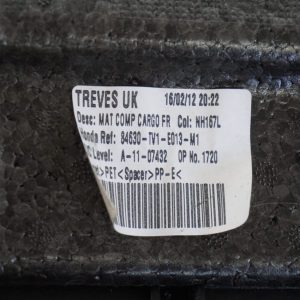 TREVES UK 16/02/12 20:22
Desc: MAT COMP CARGO FR Col: NH167L
Honda Ref: 84630-TV1-E013-M1
Level: A-11-07432 OP No. 1720
>PET<Spacer>PP-E<